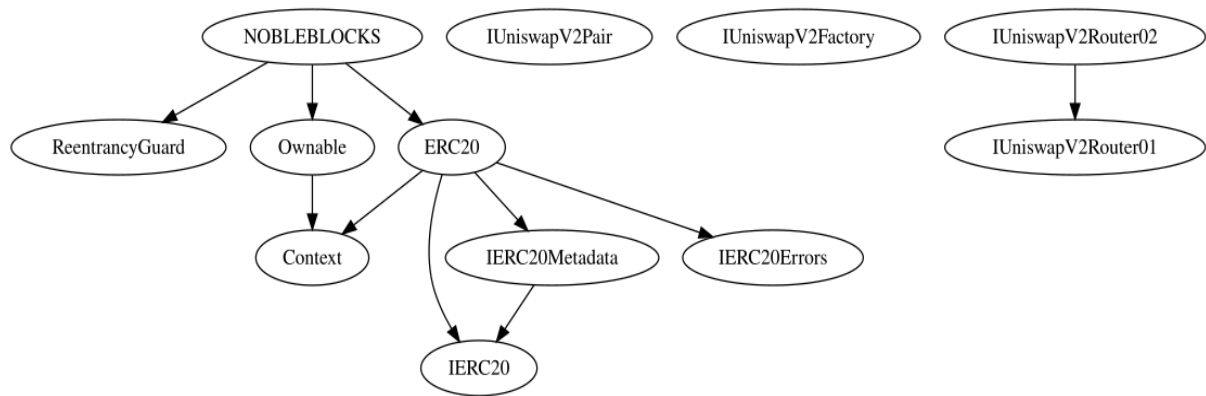 NOBLEBLOCKS
IUniswapV2Pair
IUniswapV2Factory
IUniswapV2Router02
ReentrancyGuard
Ownable
ERC20
IUniswapV2Router01
Context
IERC20Metadata
IERC20Errors
IERC20